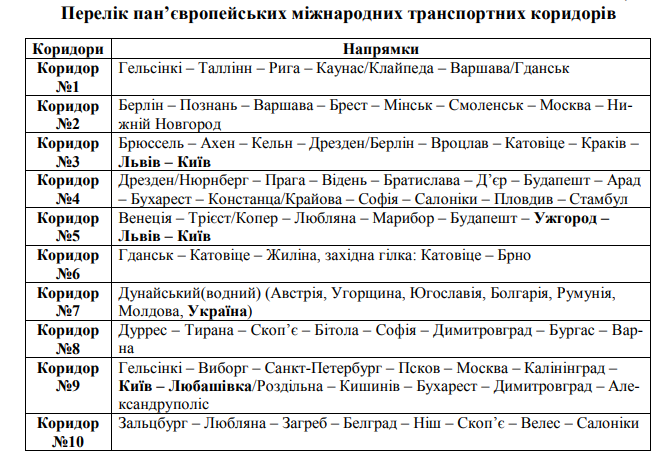 Перелік пан’європейських міжнародних транспортних коридорів
Коридори Напрямки
Коридор №1 Гельсінкі – Таллінн – Рига – Каунас/Клайпеда – Варшава/Гданськ
Коридор №2 Берлін – Познань – Варшава – Брест – Мінськ – Смоленськ – Москва – Ни-
жній Новгород
Коридор №3 Брюссель – Ахен – Кельн – Дрезден/Берлін – Вроцлав – Катовіце – Краків –
Львів – Київ
Коридор №4 Дрезден/Нюрнберг – Прага – Відень – Братислава – Д’єр – Будапешт – Арад
– Бухарест – Констанца/Крайова – Софія – Салоніки – Пловдив – Стамбул
Коридор №5 Венеція – Трієст/Копер – Любляна – Марибор – Будапешт – Ужгород –
Львів – Київ
Коридор №6 Гданськ – Катовіце – Жиліна, західна гілка: Катовіце – Брно
Коридор №7 Дунайський(водний) (Австрія, Угорщина, Югославія, Болгарія, Румунія,
Молдова, Україна)
Коридор №8 Дуррес – Тирана – Скоп’є – Бітола – Софія – Димитровград – Бургас – Вар-
на
Коридор №9 Гельсінкі – Виборг – Санкт-Петербург – Псков – Москва – Калінінград –
Київ – Любашівка/Роздільна – Кишинів – Бухарест – Димитровград – Але-
ксандруполіс
Коридор №10 Зальцбург – Любляна – Загреб – Белград – Ніш – Скоп’є – Велес – Салоніки